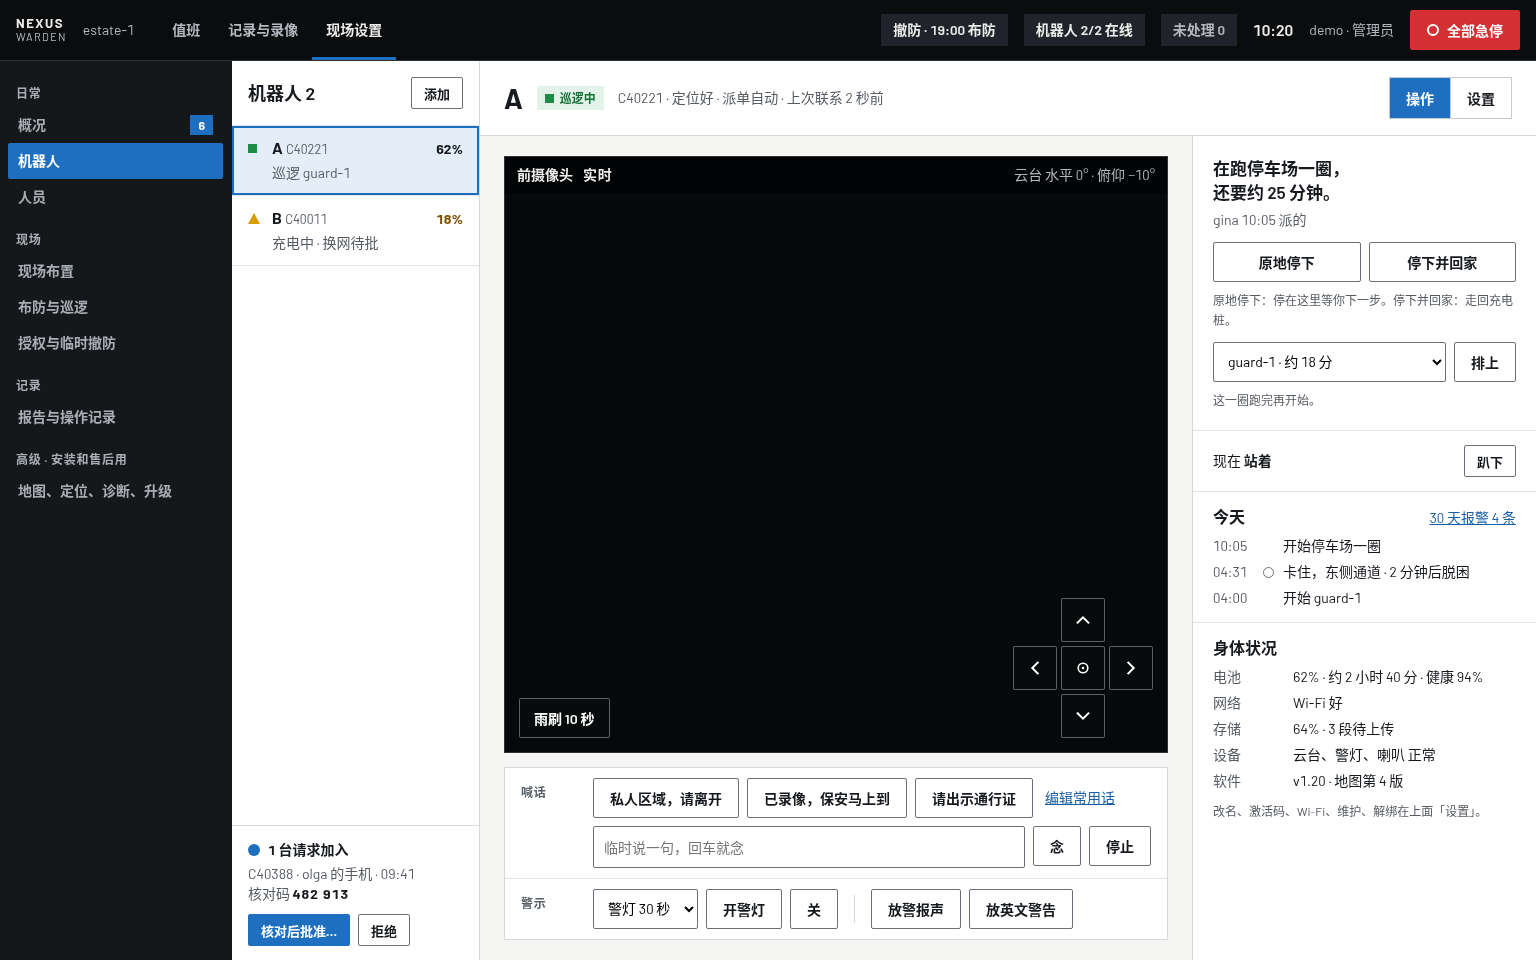 NEXUS
WARDEN
estate-1
值班
记录与录像
现场设置
撤防 · 19:00 布防
机器人 2/2 在线
未处理 0
10:20
demo · 管理员
全部急停
日常
概况
6
机器人
人员
现场
现场布置
布防与巡逻
授权与临时撤防
记录
报告与操作记录
高级 · 安装和售后用
地图、定位、诊断、升级
机器人 2
添加
A C40221
62%
巡逻 guard-1
B C40011
18%
充电中 · 换网待批
1 台请求加入
C40388 · olga 的手机 · 09:41
核对码 482 913
核对后批准...
拒绝
A
巡逻中
C40221 · 定位好 · 派单自动 · 上次联系 2 秒前
操作
设置
前摄像头 实时
云台 水平 0° · 俯仰 −10°
雨刷 10 秒
喊话
私人区域，请离开
已录像，保安马上到
请出示通行证
编辑常用话
临时说一句，回车就念
念
停止
警示
警灯 30 秒
开警灯
关
放警报声
放英文警告
在跑停车场一圈，
还要约 25 分钟。
gina 10:05 派的
原地停下
停下并回家
原地停下：停在这里等你下一步。停下并回家：走回充电
桩。
guard-1 · 约 18 分
排上
这一圈跑完再开始。
现在 站着
趴下
今天
30 天报警 4 条
10:05 开始停车场一圈
04:31 卡住，东侧通道 · 2 分钟后脱困
04:00 开始 guard-1
身体状况
电池 62% · 约 2 小时 40 分 · 健康 94%
网络 Wi-Fi 好
存储 64% · 3 段待上传
设备 云台、警灯、喇叭 正常
软件 v1.20 · 地图第 4 版
改名、激活码、Wi-Fi、维护、解绑在上面「设置」。